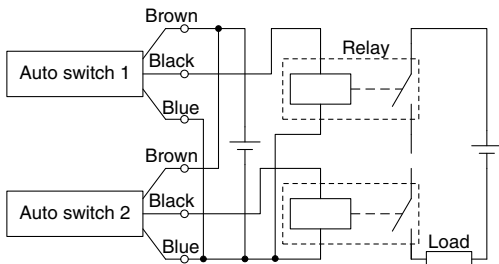 Brown
Relay
Auto switch 1
Black
Blue
Brown
Auto switch 2
Black
Blue
Load